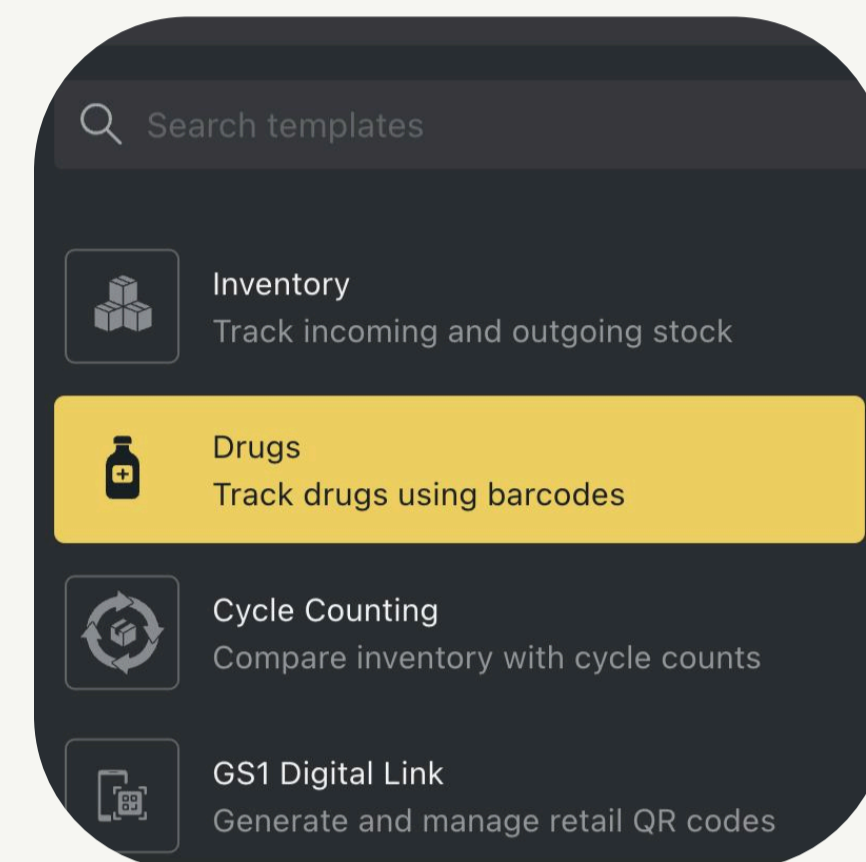 Search templates
Inventory
Track incoming and outgoing stock
Drugs
Track drugs using barcodes
Cycle Counting
Compare inventory with cycle counts
GS1 Digital Link
Generate and manage retail QR codes